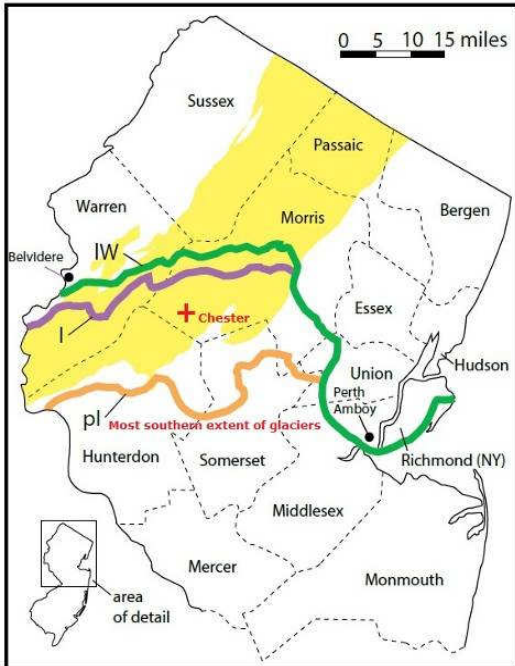 0 5 10 15 miles
Sussex
Passaic
Warren
Morris
Bergen
IW
Belvidere
I
+ Chester
Essex
Hudson
Union
Perth
Amboy
pI
Most southern extent of glaciers
Richmond (NY)
Hunterdon
Somerset
Middlesex
Mercer
Monmouth
area
of detail